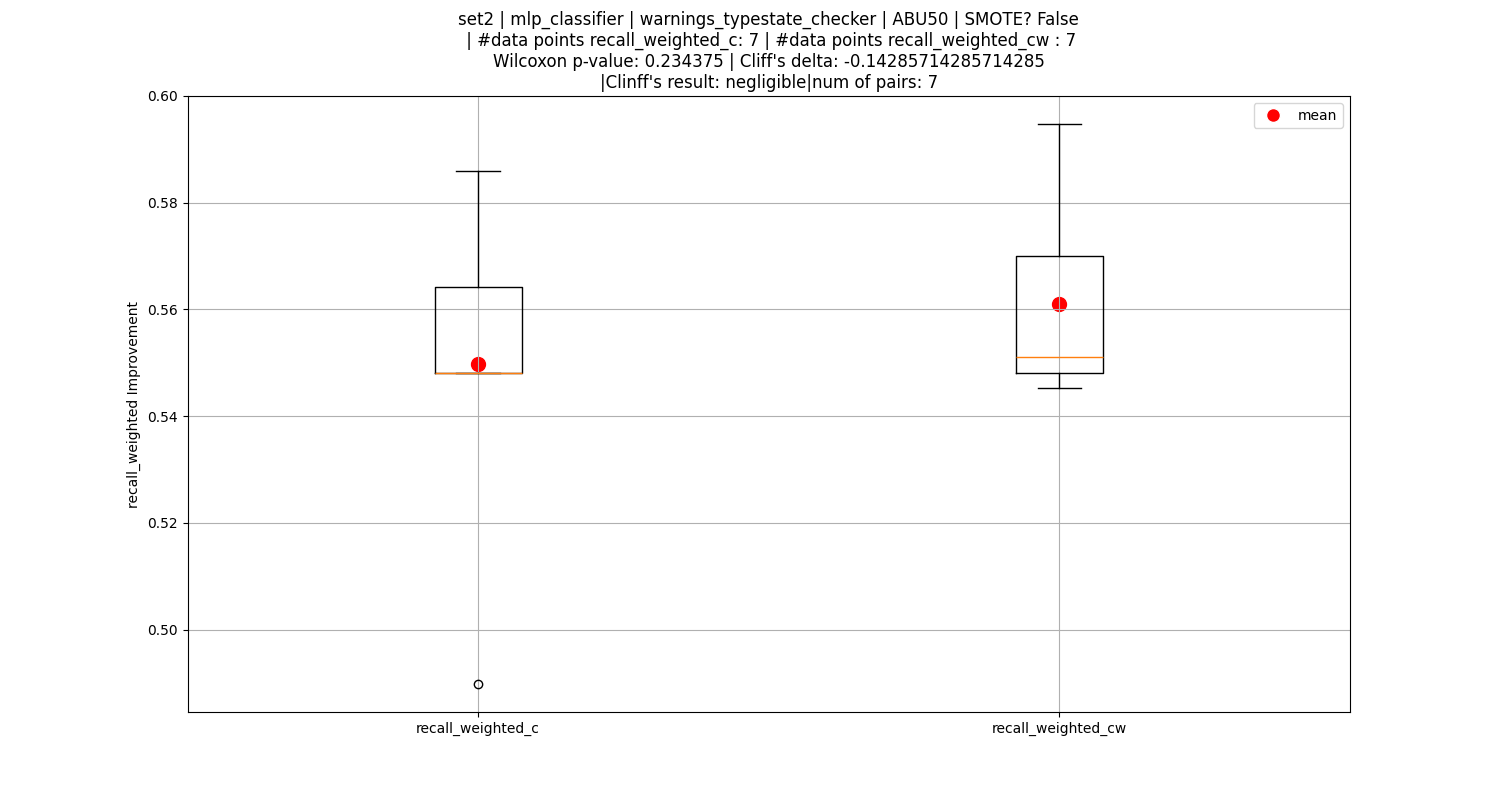 set2 | mlp_classifier | warnings_typestate_checker | ABU50 | SMOTE? False
| #data points recall_weighted_c: 7 | #data points recall_weighted_cw : 7
Wilcoxon p-value: 0.234375 | Cliff's delta: -0.14285714285714285
|Clinff's result: negligible|num of pairs: 7
mean
0.60
0.58
0.56
0.54
0.52
0.50
recall_weighted Improvement
recall_weighted_c
recall_weighted_cw